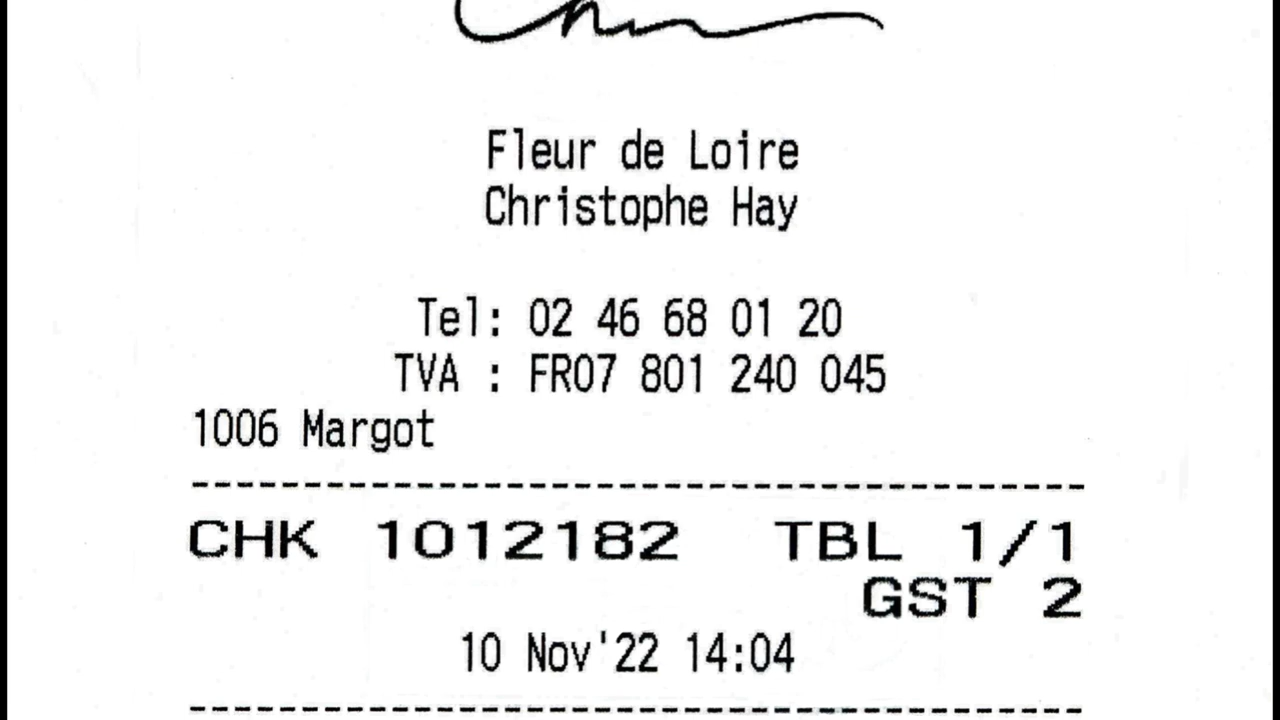 Fleur de Loire
Christophe Hay
Tel: 02 46 68 01 20
TVA : FR07 801 240 045
1006 Margot
CHK 1012182 TBL 1/1
GST 2
10 Nov'22 14:04